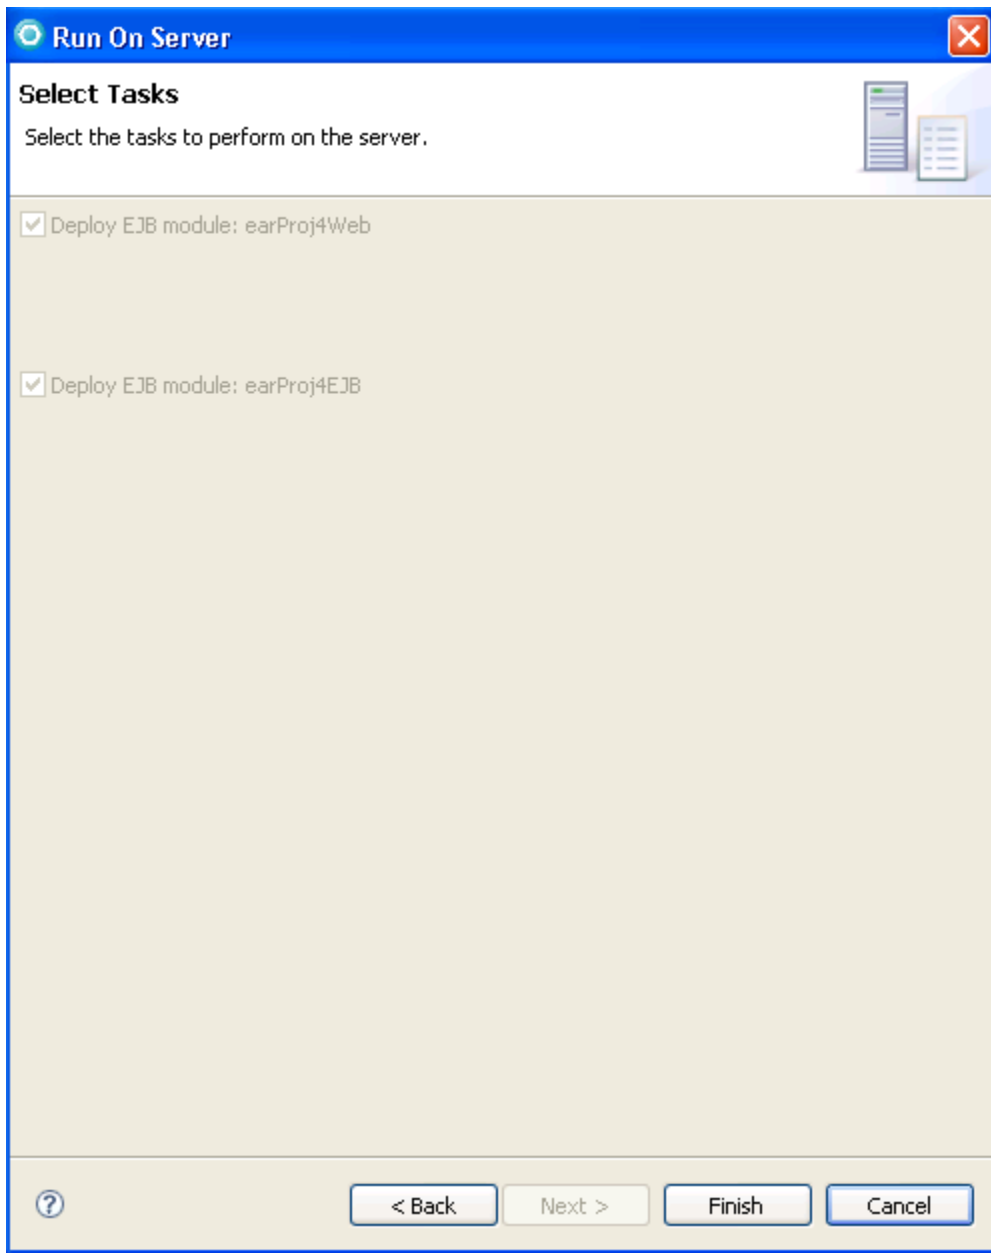 Run On Server
Select Tasks
Select the tasks to perform on the server.
Deploy EJB module: earProj4Web
Deploy EJB module: earProj4EJB
?
< Back
Next >
Finish
Cancel